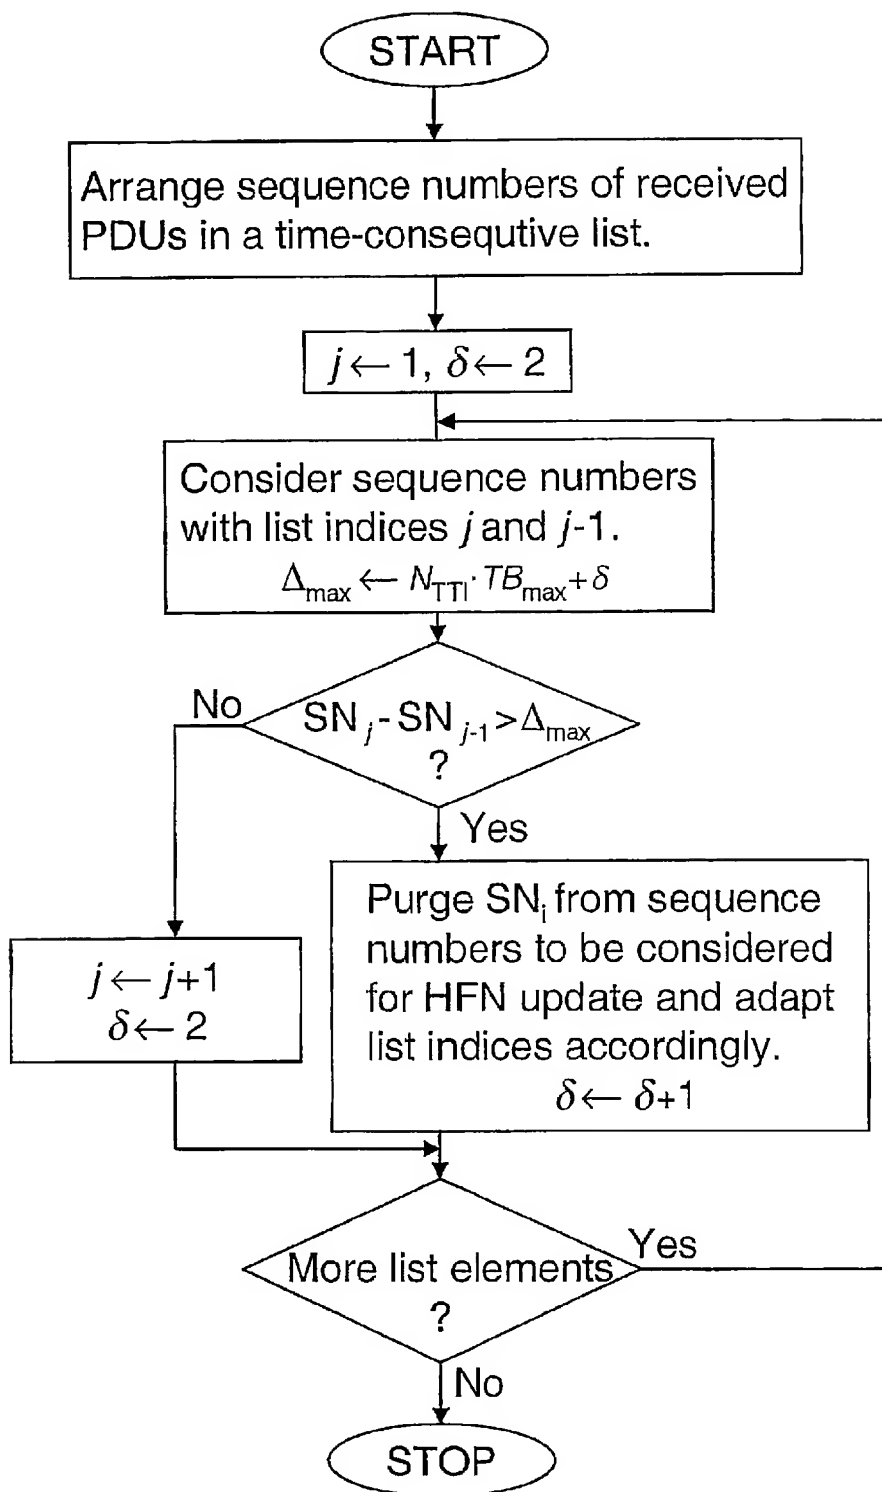 START
Arrange sequence numbers of received
PDUs in a time-consequtive list.
j ← 1, δ ← 2
Consider sequence numbers
with list indices j and j-1.
Δmax ← NTTI · TBmax + δ
No
SN j - SN j-1 > Δmax
?
Yes
Purge SNi from sequence
numbers to be considered
for HFN update and adapt
list indices accordingly.
δ ← δ+1
j ← j+1
δ ← 2
More list elements
?
Yes
No
STOP